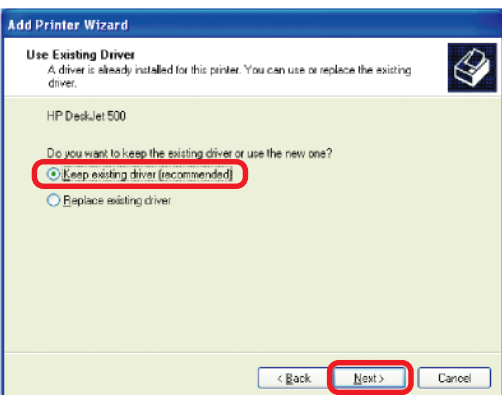 Add Printer Wizard
Use Existing Driver
A driver is already installed for this printer. You can use or replace the existing
driver.
HP DeskJet 500
Do you want to keep the existing driver or use the new one?
Keep existing driver (recommended)
Replace existing driver
< Back
Next >
Cancel